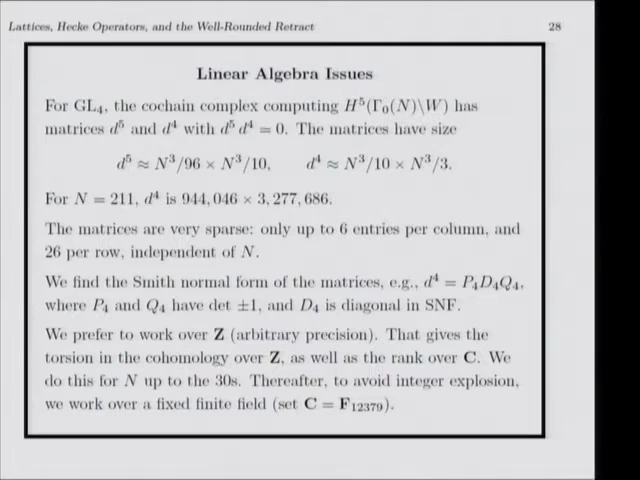 Lattices, Hecke Operators, and the Well-Rounded Retract 28
Linear Algebra Issues
For GL₄, the cochain complex computing H⁵(Γ₀(N)\W) has
matrices d⁵ and d⁴ with d⁵ d⁴ = 0. The matrices have size
d⁵ ≈ N³/96 × N³/10, d⁴ ≈ N³/10 × N³/3.
For N = 211, d⁴ is 944,046 × 3,277,686.
The matrices are very sparse: only up to 6 entries per column, and
26 per row, independent of N.
We find the Smith normal form of the matrices, e.g., d⁴ = P₄D₄Q₄,
where P₄ and Q₄ have det ±1, and D₄ is diagonal in SNF.
We prefer to work over Z (arbitrary precision). That gives the
torsion in the cohomology over Z, as well as the rank over C. We
do this for N up to the 30s. Thereafter, to avoid integer explosion,
we work over a fixed finite field (set C = F₁₂₃₇₉).